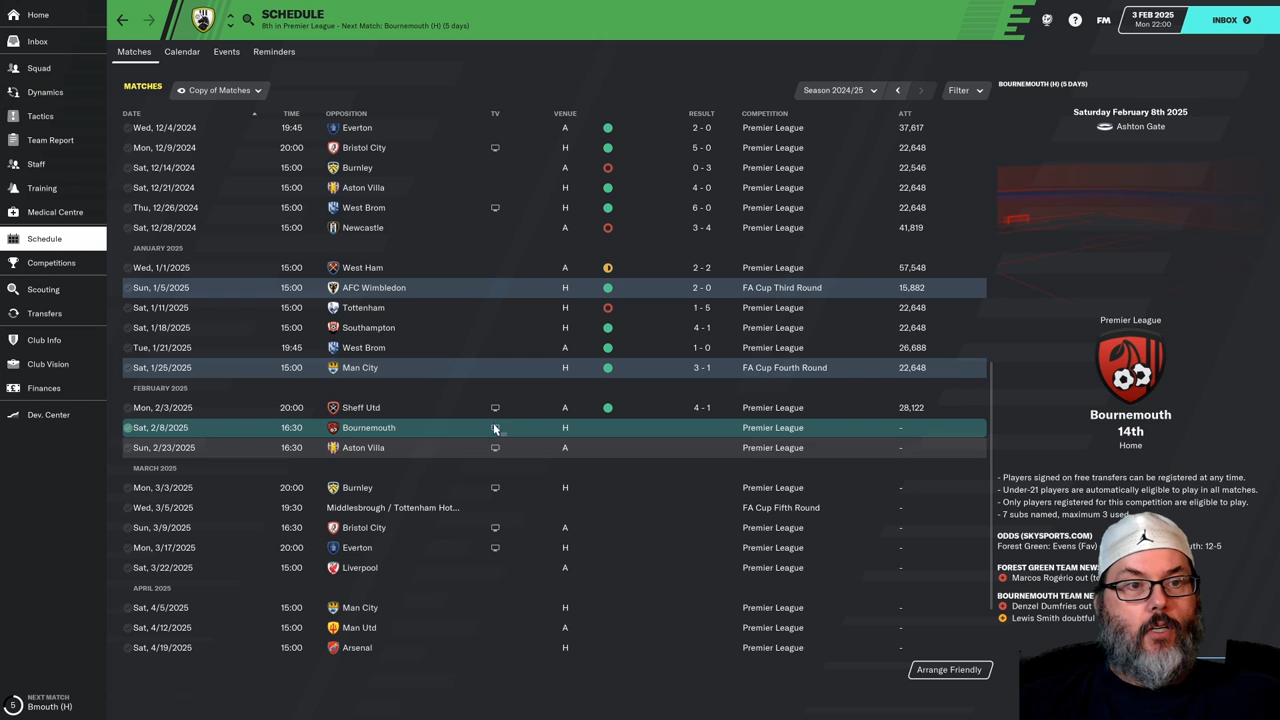 Home
SCHEDULE
8th in Premier League - Next Match: Bournemouth (H) (5 days)
FM
3 FEB 2025
Mon 22:00
INBOX
Inbox
Squad
Dynamics
Tactics
Team Report
Staff
Training
Medical Centre
Schedule
Competitions
Scouting
Transfers
Club Info
Club Vision
Finances
Dev. Center
5
NEXT MATCH
Bmouth (H)
Matches Calendar Events Reminders
MATCHES Copy of Matches Season 2024/25 Filter
DATE TIME OPPOSITION TV VENUE RESULT COMPETITION ATT
Wed, 12/4/2024 19:45 Everton A 2 - 0 Premier League 37,617
Mon, 12/9/2024 20:00 Bristol City H 5 - 0 Premier League 22,648
Sat, 12/14/2024 15:00 Burnley A 0 - 3 Premier League 22,546
Sat, 12/21/2024 15:00 Aston Villa H 4 - 0 Premier League 22,648
Thu, 12/26/2024 15:00 West Brom H 6 - 0 Premier League 22,648
Sat, 12/28/2024 15:00 Newcastle A 3 - 4 Premier League 41,819
JANUARY 2025
Wed, 1/1/2025 15:00 West Ham A 2 - 2 Premier League 57,548
Sun, 1/5/2025 15:00 AFC Wimbledon H 2 - 0 FA Cup Third Round 15,882
Sat, 1/11/2025 15:00 Tottenham H 1 - 5 Premier League 22,648
Sat, 1/18/2025 15:00 Southampton H 4 - 1 Premier League 22,648
Tue, 1/21/2025 19:45 West Brom A 1 - 0 Premier League 26,688
Sat, 1/25/2025 15:00 Man City H 3 - 1 FA Cup Fourth Round 22,648
FEBRUARY 2025
Mon, 2/3/2025 20:00 Sheff Utd A 4 - 1 Premier League 28,122
Sat, 2/8/2025 16:30 Bournemouth H Premier League -
Sun, 2/23/2025 16:30 Aston Villa A Premier League -
MARCH 2025
Mon, 3/3/2025 20:00 Burnley H Premier League -
Wed, 3/5/2025 19:30 Middlesbrough / Tottenham Hot... FA Cup Fifth Round -
Sun, 3/9/2025 16:30 Bristol City A Premier League -
Mon, 3/17/2025 20:00 Everton H Premier League -
Sat, 3/22/2025 15:00 Liverpool A Premier League -
APRIL 2025
Sat, 4/5/2025 15:00 Man City H Premier League -
Sat, 4/12/2025 15:00 Man Utd A Premier League -
Sat, 4/19/2025 15:00 Arsenal H Premier League -
Arrange Friendly
BOURNEMOUTH (H) (5 DAYS)
Saturday February 8th 2025
Ashton Gate
Premier League
Bournemouth
14th
Home
- Players signed on free transfers can be registered at any time.
- Under-21 players are automatically eligible to play in all matches.
- Only players registered for this competition are eligible to play.
- 7 subs named, maximum 3 used
ODDS (SKYSPORTS.COM)
Forest Green: Evens (Fav) 12-5
FOREST GREEN TEAM NEWS
Marcos Rogério out
BOURNEMOUTH TEAM
Denzel Dumfries out
Lewis Smith doubtful